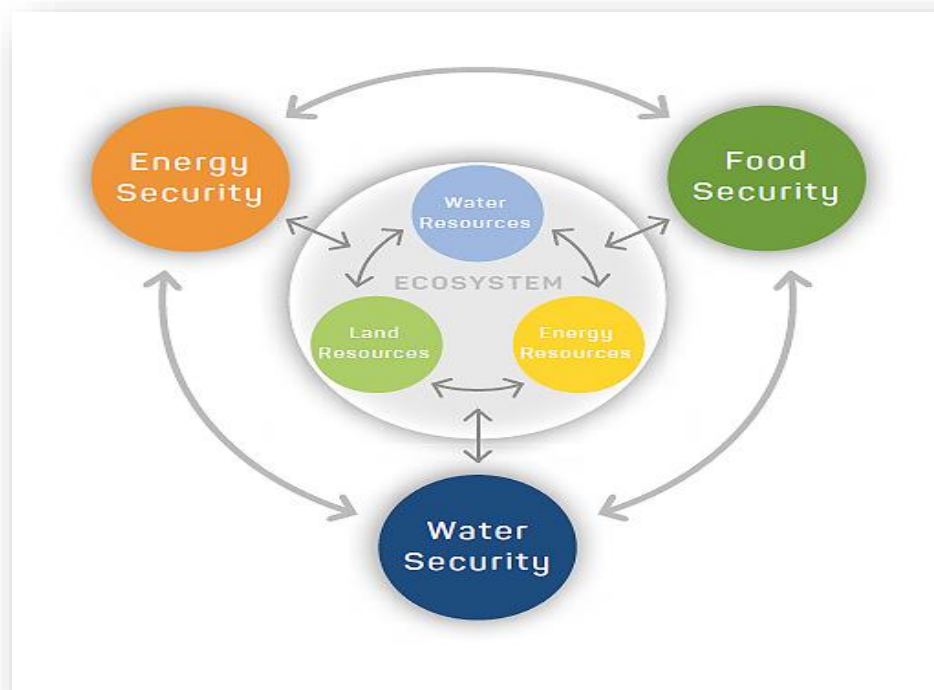 Energy
Security
Food
Security
Water
Resources
ECOSYSTEM
Land
Resources
Energy
Resources
Water
Security